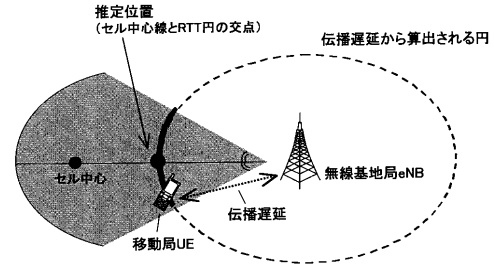 推定位置
（セル中心線とRTT円の交点）
伝播遅延から算出される円
セル中心
無線基地局eNB
伝播遅延
移動局UE